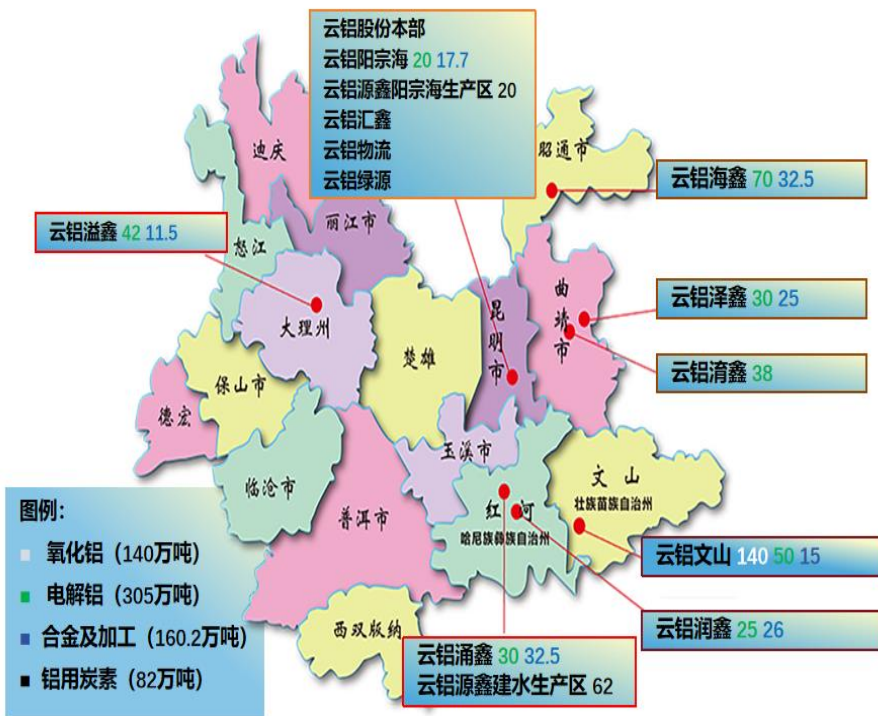 云铝股份本部
云铝阳宗海 20 17.7
云铝源鑫阳宗海生产区 20
云铝汇鑫
云铝物流
云铝绿源
迪庆
昭通市
云铝海鑫 70 32.5
丽江市
怒江
云铝溢鑫 42 11.5
大理州
楚雄
昆明市
曲靖市
云铝泽鑫 30 25
云铝淯鑫 38
保山市
德宏
临沧市
普洱市
玉溪市
红河
哈尼族彝族自治州
文山
壮族苗族自治州
西双版纳
云铝文山 140 50 15
云铝润鑫 25 26
云铝涌鑫 30 32.5
云铝源鑫建水生产区 62
图例：
氧化铝（140万吨）
电解铝（305万吨）
合金及加工（160.2万吨）
铝用炭素（82万吨）